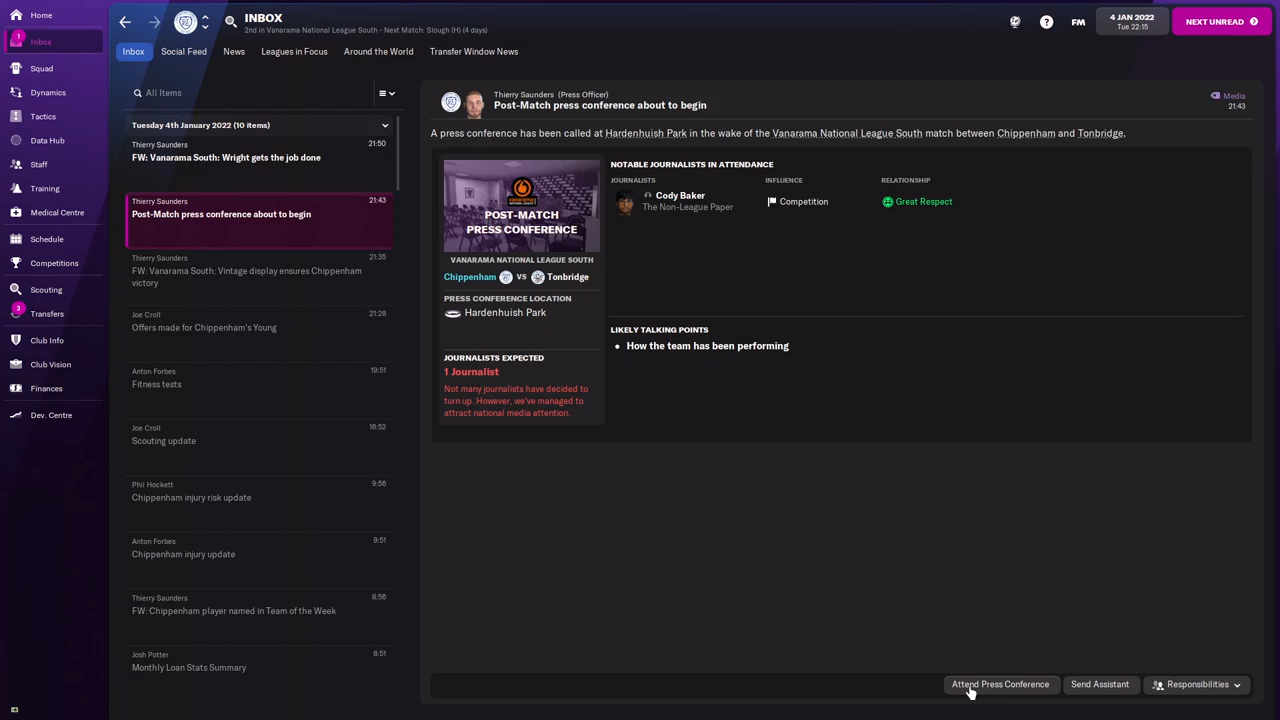 Home
1
Inbox
Squad
Dynamics
Tactics
Data Hub
Staff
Training
Medical Centre
Schedule
Competitions
Scouting
3
Transfers
Club Info
Club Vision
Finances
Dev. Centre
INBOX
2nd in Vanarama National League South - Next Match: Slough (H) (4 days)
?
FM
4 JAN 2022
Tue 22:15
NEXT UNREAD
Inbox
Social Feed
News
Leagues in Focus
Around the World
Transfer Window News
All Items
Tuesday 4th January 2022 (10 items)
Thierry Saunders
21:50
FW: Vanarama South: Wright gets the job done
Thierry Saunders
21:43
Post-Match press conference about to begin
Thierry Saunders
21:35
FW: Vanarama South: Vintage display ensures Chippenham
victory
Joe Croll
21:28
Offers made for Chippenham's Young
Anton Forbes
19:51
Fitness tests
Joe Croll
16:52
Scouting update
Phil Hockett
9:56
Chippenham injury risk update
Anton Forbes
9:51
Chippenham injury update
Thierry Saunders
8:56
FW: Chippenham player named in Team of the Week
Josh Potter
8:51
Monthly Loan Stats Summary
Thierry Saunders (Press Officer)
Post-Match press conference about to begin
Media
21:43
A press conference has been called at Hardenhuish Park in the wake of the Vanarama National League South match between Chippenham and Tonbridge.
vanarama
POST-MATCH
PRESS CONFERENCE
VANARAMA NATIONAL LEAGUE SOUTH
Chippenham VS Tonbridge
PRESS CONFERENCE LOCATION
Hardenhuish Park
JOURNALISTS EXPECTED
1 Journalist
Not many journalists have decided to
turn up. However, we've managed to
attract national media attention.
NOTABLE JOURNALISTS IN ATTENDANCE
JOURNALISTS
INFLUENCE
RELATIONSHIP
Cody Baker
The Non-League Paper
Competition
Great Respect
LIKELY TALKING POINTS
• How the team has been performing
Attend Press Conference
Send Assistant
Responsibilities